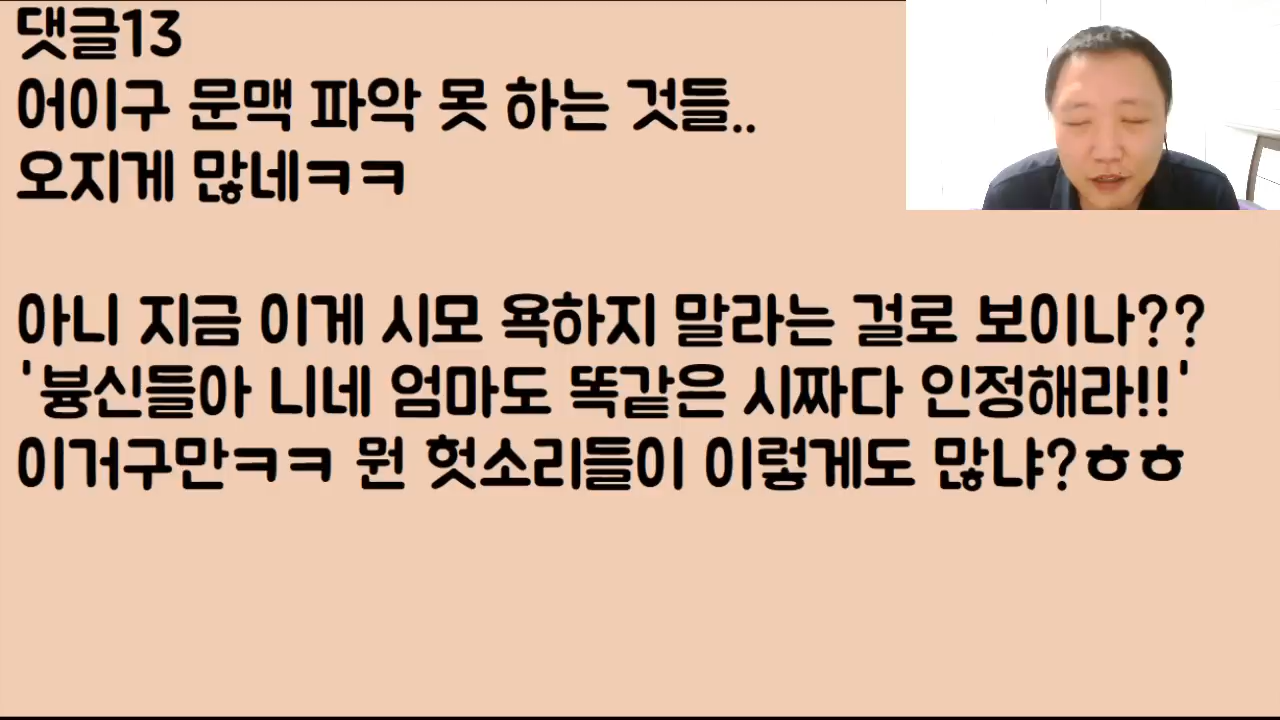 댓글13
어이구 문맥 파악 못 하는 것들..
오지게 많네ㅋㅋ
아니 지금 이게 시모 욕하지 말라는 걸로 보이나??
'븅신들아 니네 엄마도 똑같은 시짜다 인정해라!!'
이거구만ㅋㅋ 뭔 헛소리들이 이렇게도 많냐?ㅎㅎ